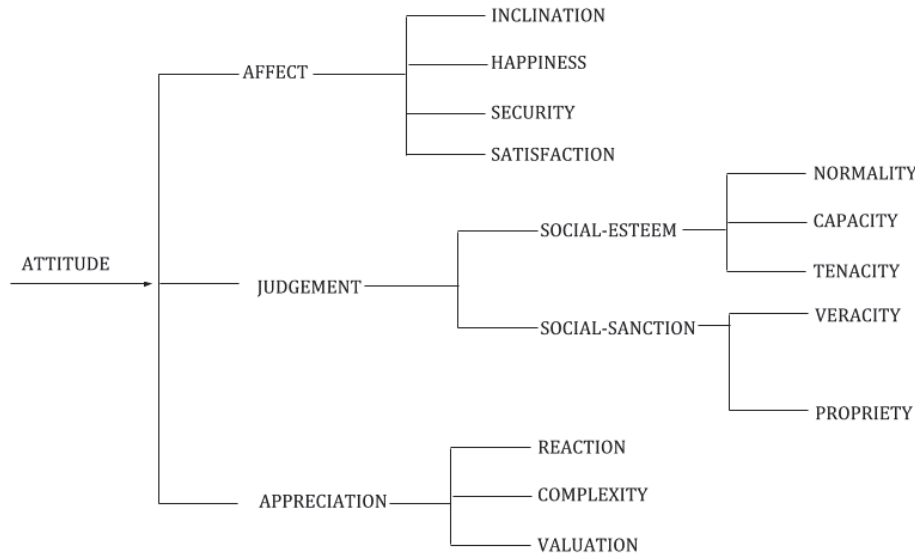 INCLINATION
AFFECT
HAPPINESS
SECURITY
SATISFACTION
ATTITUDE
JUDGEMENT
SOCIAL-ESTEEM
NORMALITY
CAPACITY
TENACITY
SOCIAL-SANCTION
VERACITY
PROPRIETY
APPRECIATION
REACTION
COMPLEXITY
VALUATION